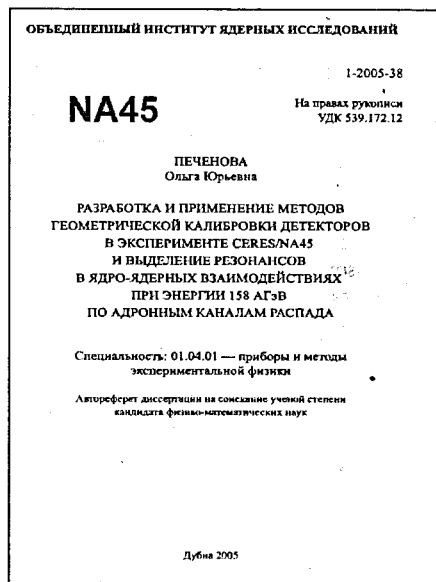 ОБЪЕДИНЕННЫЙ ИНСТИТУТ ЯДЕРНЫХ ИССЛЕДОВАНИЙ
1-2005-38
На правах рукописи
УДК 539.172.12
NA45
ПЕЧЕНОВА
Ольга Юрьевна
РАЗРАБОТКА И ПРИМЕНЕНИЕ МЕТОДОВ
ГЕОМЕТРИЧЕСКОЙ КАЛИБРОВКИ ДЕТЕКТОРОВ
В ЭКСПЕРИМЕНТЕ CERES/NA45
И ВЫДЕЛЕНИЕ РЕЗОНАНСОВ
В ЯДРО-ЯДЕРНЫХ ВЗАИМОДЕЙСТВИЯХ
ПРИ ЭНЕРГИИ 158 АГэВ
ПО АДРОННЫМ КАНАЛАМ РАСПАДА
Специальность: 01.04.01 — приборы и методы
экспериментальной физики
Автореферат диссертации на соискание ученой степени
кандидата физико-математических наук
Дубна 2005